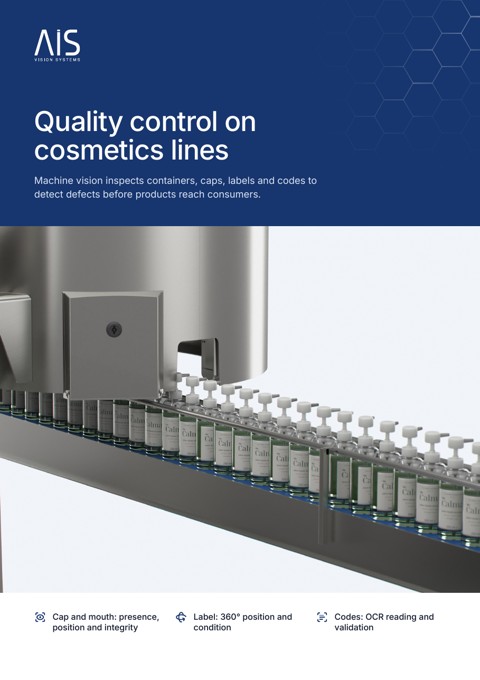 AIS
VISION SYSTEMS
Quality control on
cosmetics lines
Machine vision inspects containers, caps, labels and codes to
detect defects before products reach consumers.
Calm
Cap and mouth: presence,
position and integrity
Label: 360° position and
condition
Codes: OCR reading and
validation